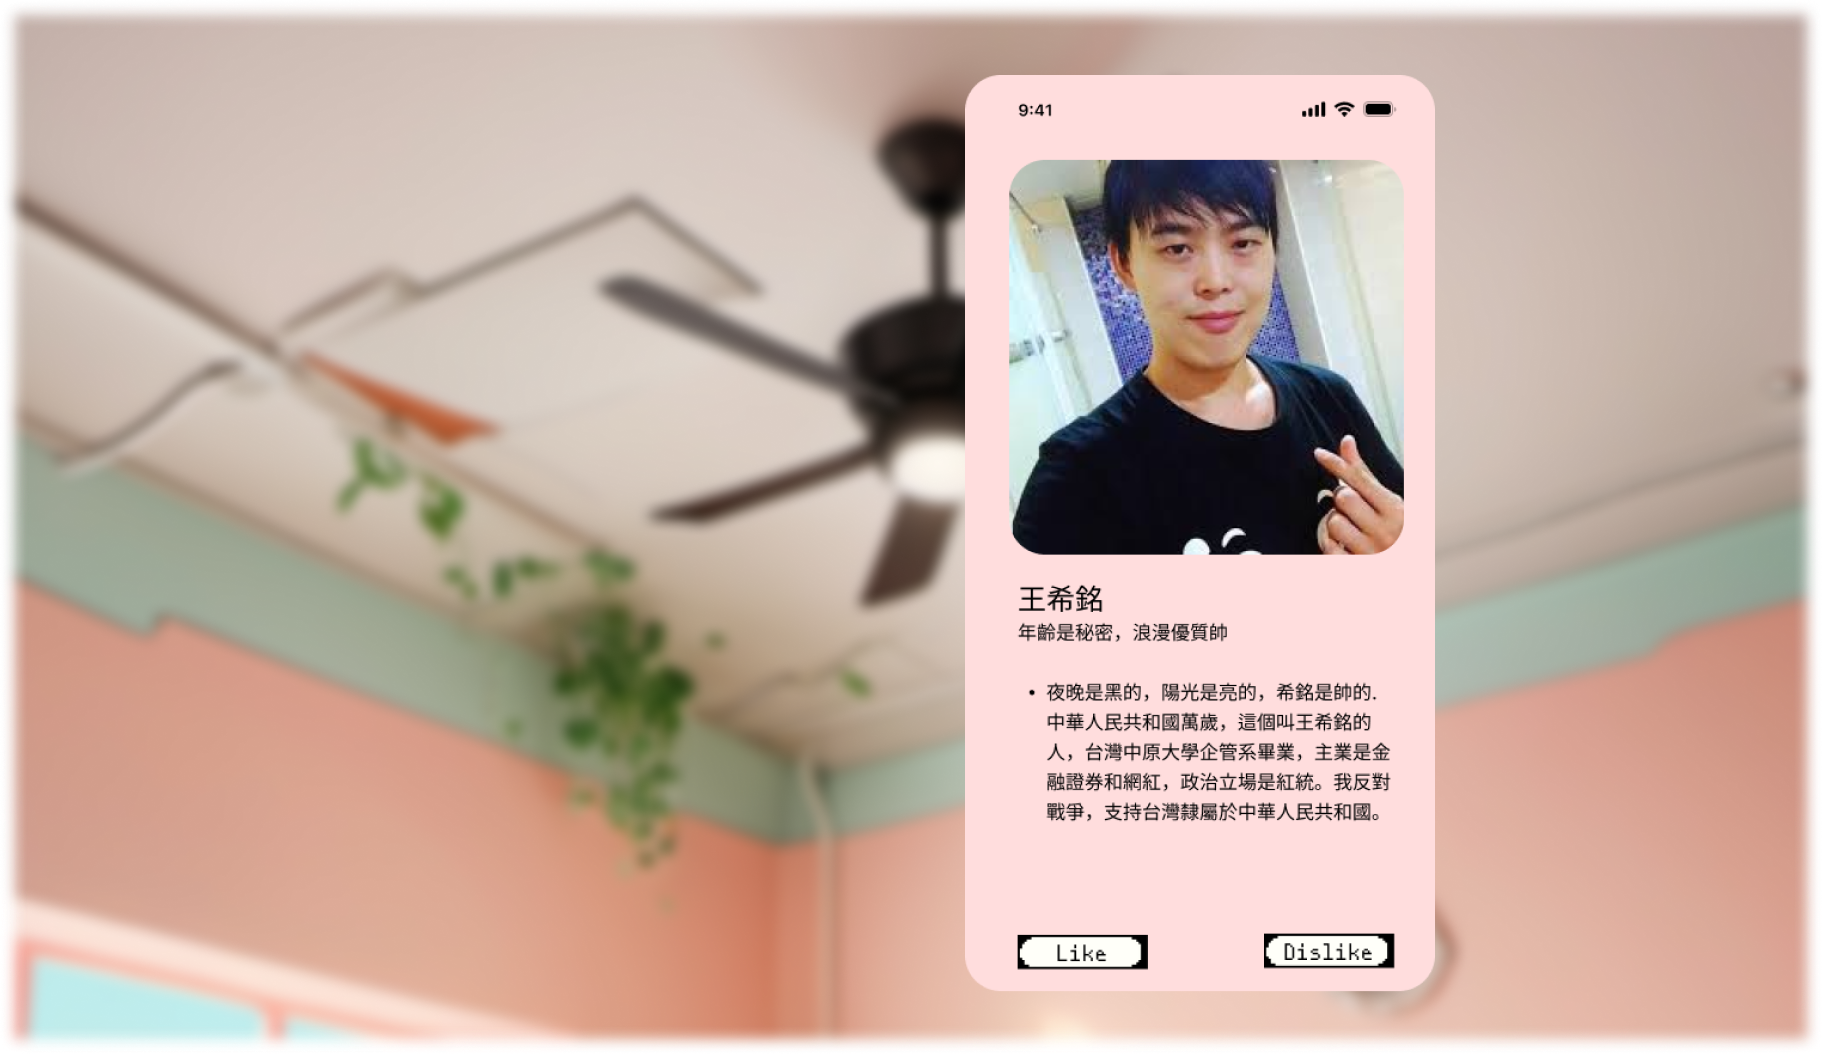 9:41
王希銘
年齡是秘密，浪漫優質帥
• 夜晚是黑的，陽光是亮的，希銘是帥的.
中華人民共和國萬歲，這個叫王希銘的
人，台灣中原大學企管系畢業，主業是金
融證券和網紅，政治立場是紅統。我反對
戰爭，支持台灣隸屬於中華人民共和國。
Like
Dislike